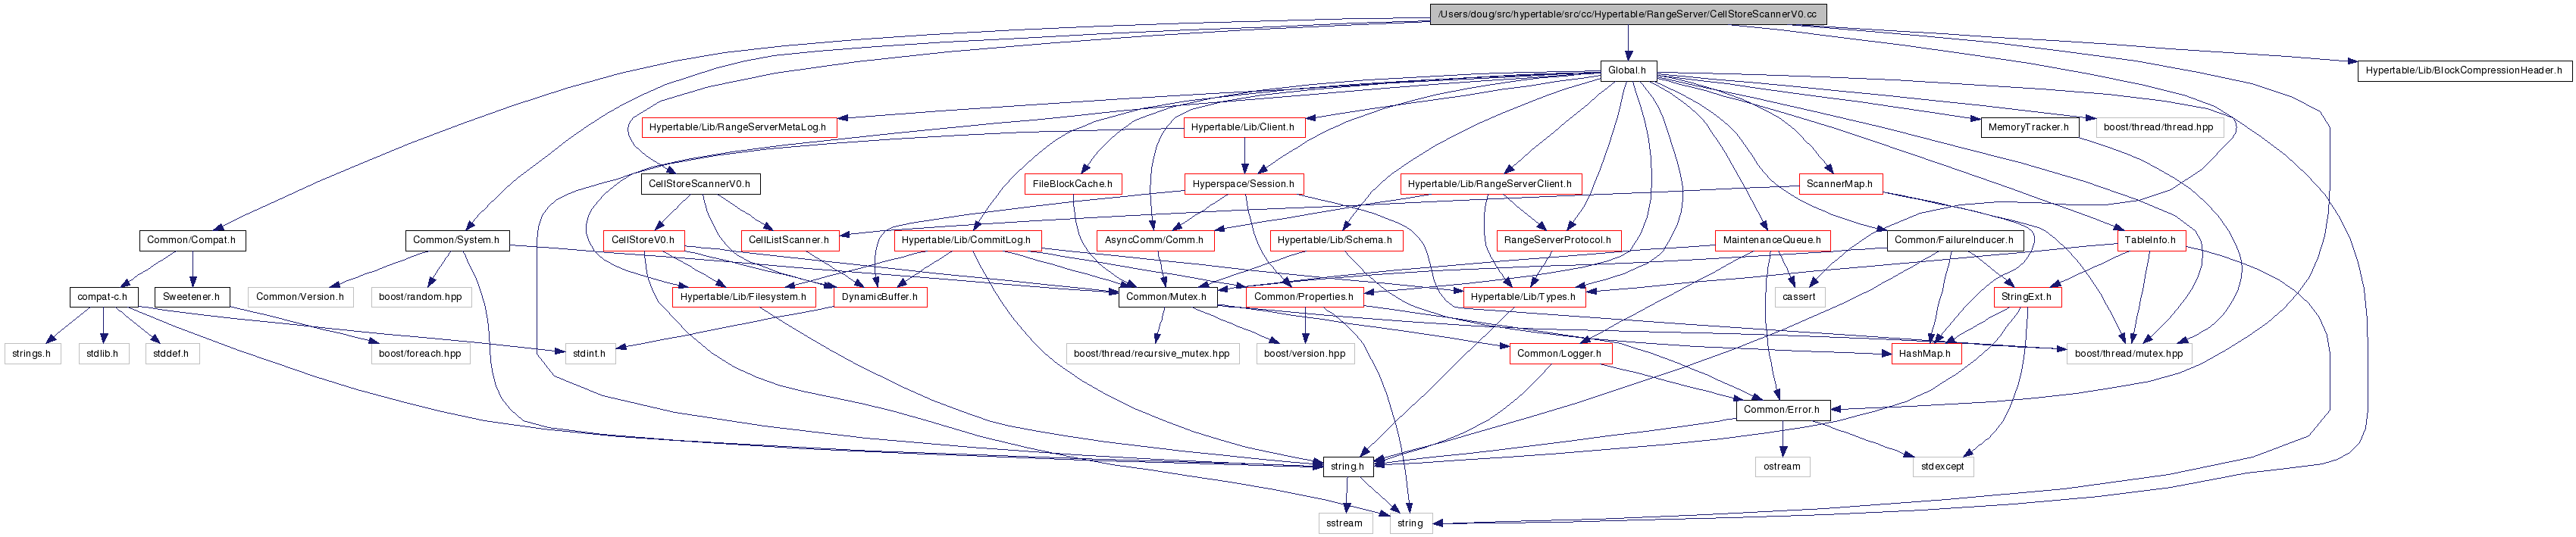 /Users/doug/src/hypertable/src/cc/Hypertable/RangeServer/CellStoreScannerV0.cc
Global.h
Hypertable/Lib/BlockCompressionHeader.h
Hypertable/Lib/RangeServerMetaLog.h
Hypertable/Lib/Client.h
MemoryTracker.h
boost/thread/thread.hpp
CellStoreScannerV0.h
FileBlockCache.h
Hyperspace/Session.h
Hypertable/Lib/RangeServerClient.h
ScannerMap.h
Common/Compat.h
Common/System.h
CellStoreV0.h
CellListScanner.h
Hypertable/Lib/CommitLog.h
AsyncComm/Comm.h
Hypertable/Lib/Schema.h
RangeServerProtocol.h
MaintenanceQueue.h
Common/FailureInducer.h
TableInfo.h
compat-c.h
Sweetener.h
Common/Version.h
boost/random.hpp
Hypertable/Lib/Filesystem.h
DynamicBuffer.h
Common/Mutex.h
Common/Properties.h
Hypertable/Lib/Types.h
cassert
StringExt.h
strings.h
stdlib.h
stddef.h
boost/foreach.hpp
stdint.h
boost/thread/recursive_mutex.hpp
boost/version.hpp
Common/Logger.h
HashMap.h
boost/thread/mutex.hpp
Common/Error.h
string.h
ostream
stdexcept
sstream
string